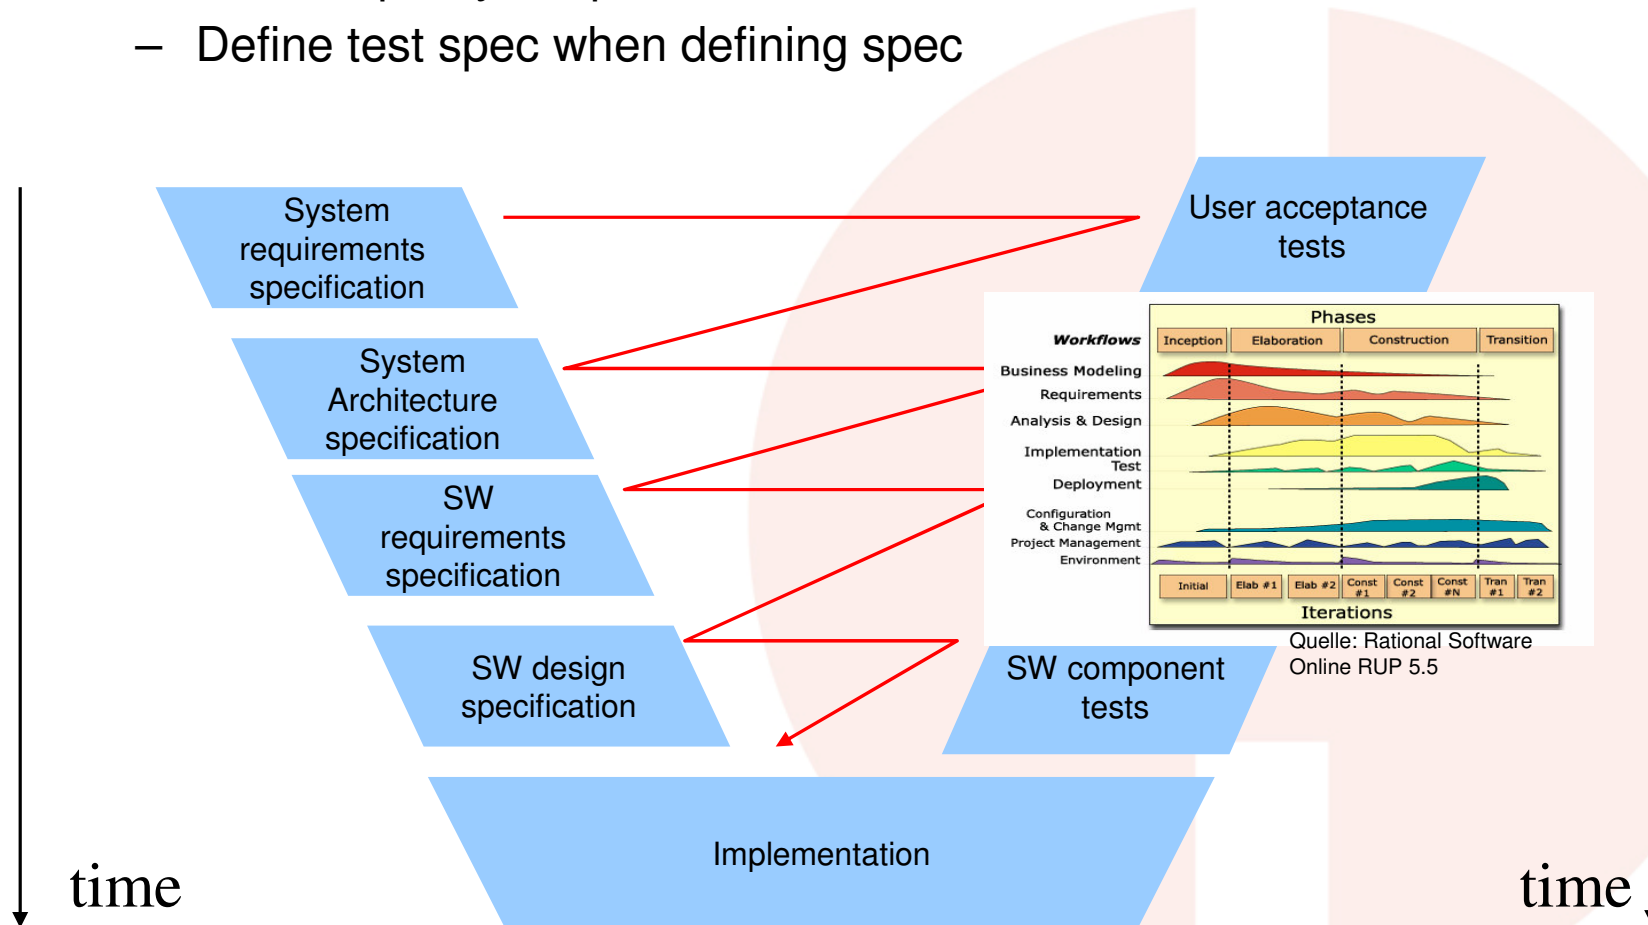 – Define test spec when defining spec
System
requirements
specification
User acceptance
tests
System
Architecture
specification
SW
requirements
specification
SW design
specification
Phases
Workflows
Inception
Elaboration
Construction
Transition
Business Modeling
Requirements
Analysis & Design
Implementation
Test
Deployment
Configuration
& Change Mgmt
Project Management
Environment
Initial
Elab #1
Elab #2
Const
#1
Const
#2
Const
#N
Tran
#1
Tran
#2
Iterations
Quelle: Rational Software
Online RUP 5.5
SW component
tests
Implementation
time
time